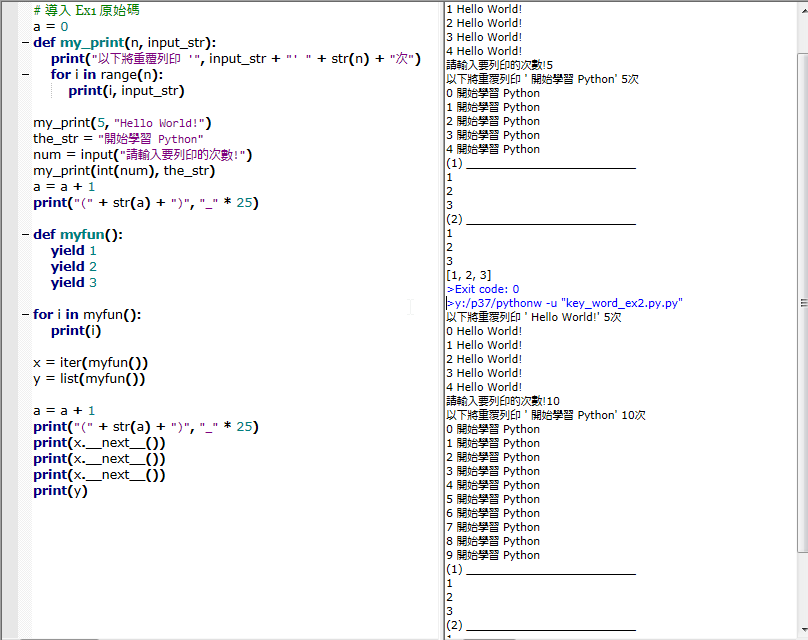 # 導入 Ex1 原始碼
a = 0
def my_print(n, input_str):
print("以下將重覆列印 '", input_str + "' " + str(n) + "次")
for i in range(n):
print(i, input_str)
my_print(5, "Hello World!")
the_str = "開始學習 Python"
num = input("請輸入要列印的次數!")
my_print(int(num), the_str)
a = a + 1
print("(" + str(a) + ")", "_" * 25)
def myfun():
yield 1
yield 2
yield 3
for i in myfun():
print(i)
x = iter(myfun())
y = list(myfun())
a = a + 1
print("(" + str(a) + ")", "_" * 25)
print(x.__next__())
print(x.__next__())
print(x.__next__())
print(y)
1 Hello World!
2 Hello World!
3 Hello World!
4 Hello World!
請輸入要列印的次數!5
以下將重覆列印 ' 開始學習 Python' 5次
0 開始學習 Python
1 開始學習 Python
2 開始學習 Python
3 開始學習 Python
4 開始學習 Python
(1) _________________________
1
2
3
(2) _________________________
1
2
3
[1, 2, 3]
>Exit code: 0
>y:/p37/pythonw -u "key_word_ex2.py.py"
以下將重覆列印 ' Hello World!' 5次
0 Hello World!
1 Hello World!
2 Hello World!
3 Hello World!
4 Hello World!
請輸入要列印的次數!10
以下將重覆列印 ' 開始學習 Python' 10次
0 開始學習 Python
1 開始學習 Python
2 開始學習 Python
3 開始學習 Python
4 開始學習 Python
5 開始學習 Python
6 開始學習 Python
7 開始學習 Python
8 開始學習 Python
9 開始學習 Python
(1) _________________________
1
2
3
(2) _________________________